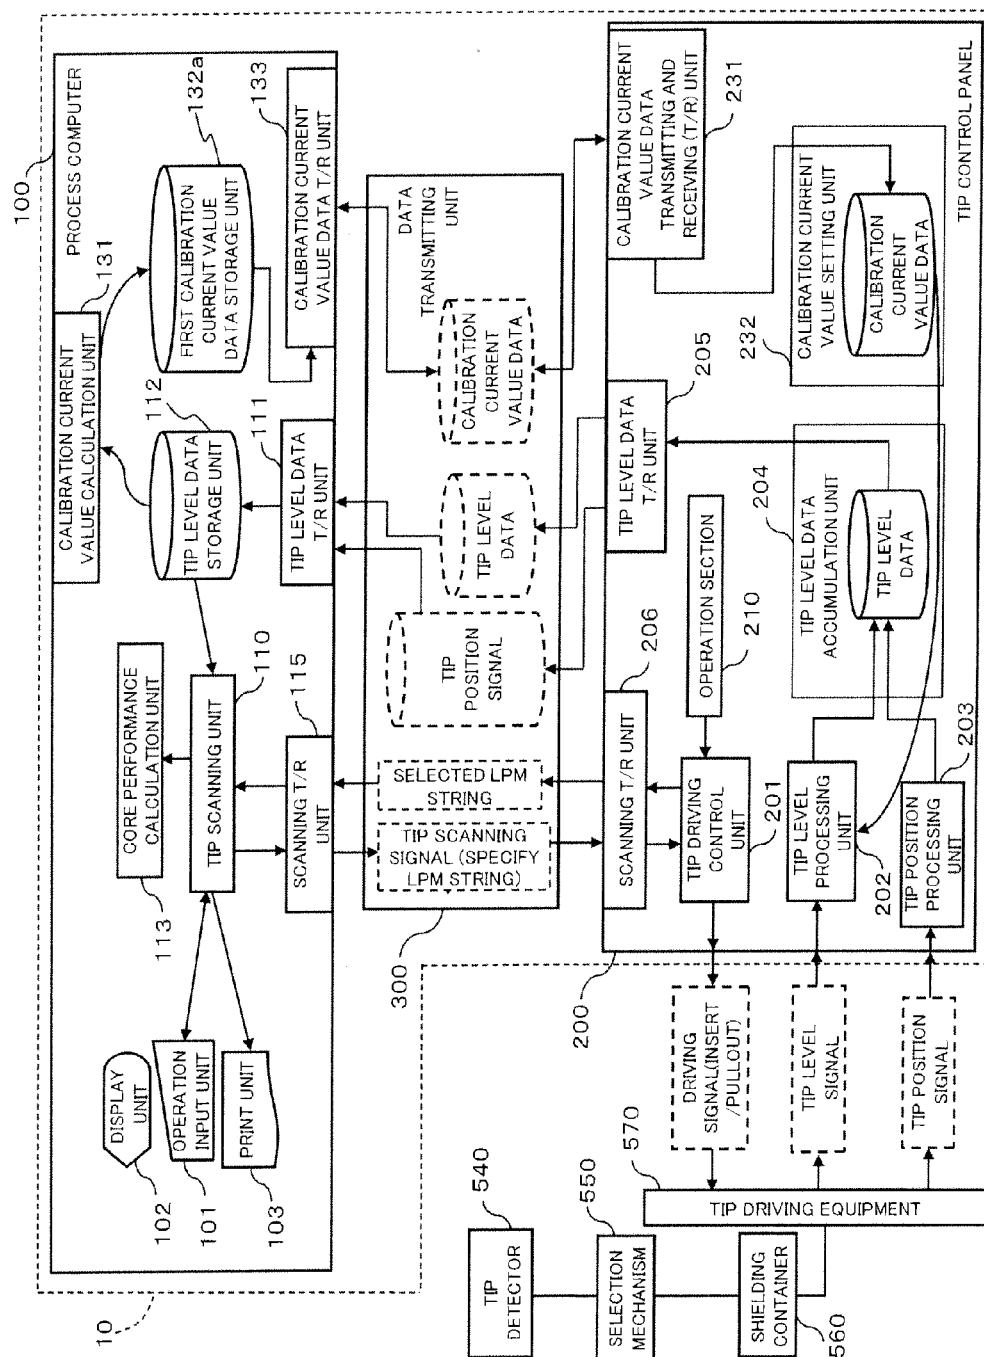 10
100
PROCESS COMPUTER
DISPLAY
UNIT
102
OPERATION
INPUT UNIT
101
PRINT UNIT
103
CORE PERFORMANCE
CALCULATION UNIT
113
TIP SCANNING UNIT
110
SCANNING T/R
UNIT
115
CALIBRATION CURRENT
VALUE CALCULATION UNIT
131
TIP LEVEL DATA
STORAGE UNIT
112
TIP LEVEL DATA
T/R UNIT
111
FIRST CALIBRATION
CURRENT VALUE
DATA STORAGE UNIT
132a
CALIBRATION CURRENT
VALUE DATA T/R UNIT
133
300
TIP SCANNING
SIGNAL (SPECIFY
LPM STRING)
SELECTED LPM
STRING
TIP
POSITION
SIGNAL
TIP LEVEL
DATA
CALIBRATION
CURRENT
VALUE DATA
DATA
TRANSMITTING
UNIT
200
SCANNING T/R UNIT
206
TIP DRIVING
CONTROL
UNIT
201
OPERATION SECTION
210
TIP LEVEL
PROCESSING
UNIT
202
TIP POSITION
PROCESSING
UNIT
203
TIP LEVEL DATA
T/R UNIT
205
TIP LEVEL DATA
ACCUMULATION UNIT
204
TIP LEVEL
DATA
CALIBRATION CURRENT
VALUE DATA
TRANSMITTING AND
RECEIVING (T/R) UNIT
231
CALIBRATION CURRENT
VALUE SETTING UNIT
232
CALIBRATION
CURRENT
VALUE DATA
TIP CONTROL PANEL
DRIVING
SIGNAL(INSERT
/PULLOUT)
TIP LEVEL
SIGNAL
TIP POSITION
SIGNAL
TIP
DETECTOR
540
SELECTION
MECHANISM
550
SHIELDING
CONTAINER
560
TIP DRIVING EQUIPMENT
570